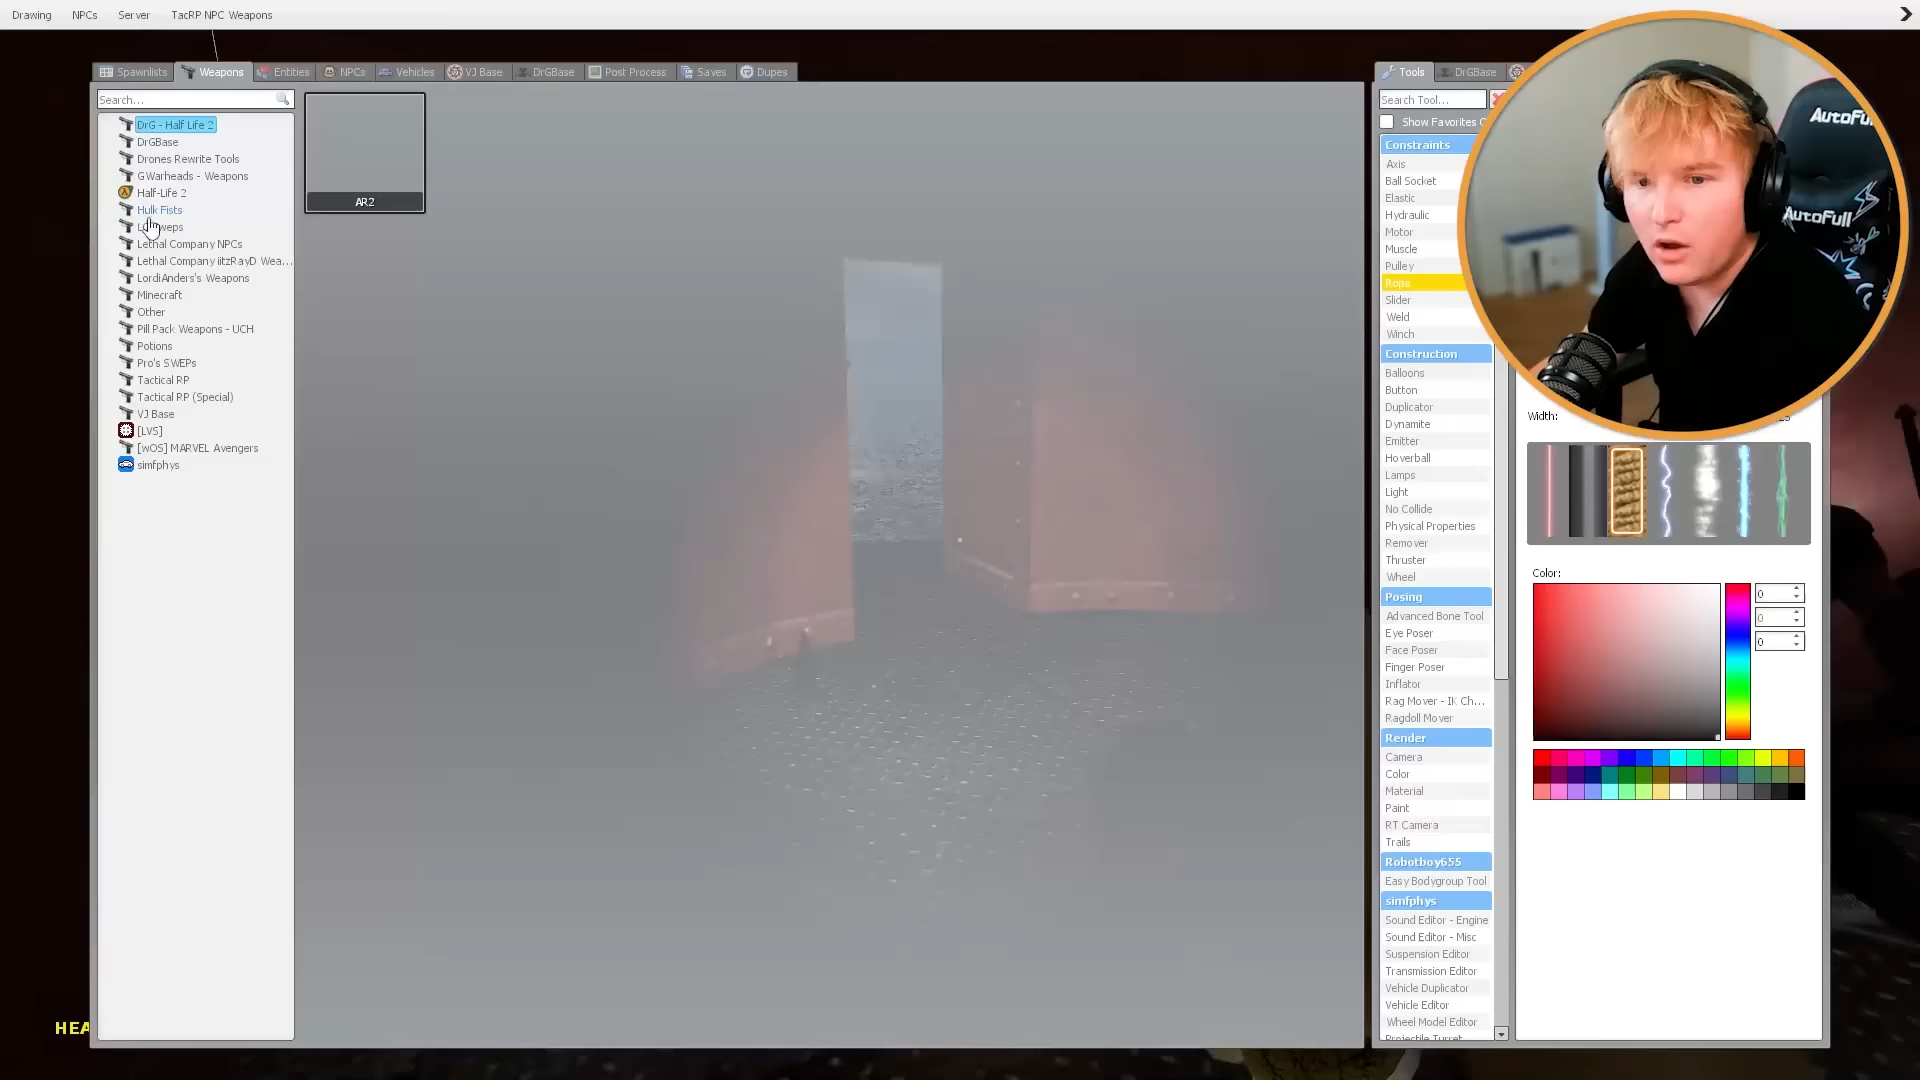 Drawing NPCs Server TacRP NPC Weapons
Spawnlists Weapons Entities NPCs Vehicles VJ Base DrGBase Post Process Saves Dupes
Search...
DrG - Half Life 2
DrGBase
Drones Rewrite Tools
GWarheads - Weapons
Half-Life 2
Hulk Fists
Lethal Company NPCs
Lethal Company iitzRayD Wea...
LordiAnders's Weapons
Minecraft
Other
Pill Pack Weapons - UCH
Potions
Pro's SWEPs
Tactical RP
Tactical RP (Special)
VJ Base
[LVS]
[wOS] MARVEL Avengers
simfphys
AR2
HEA
Tools DrGBase
Search Tool...
Show Favorites
Constraints
Axis
Ball Socket
Elastic
Hydraulic
Motor
Muscle
Pulley
Rope
Slider
Weld
Winch
Construction
Balloons
Button
Duplicator
Dynamite
Emitter
Hoverball
Lamps
Light
No Collide
Physical Properties
Remover
Thruster
Wheel
Posing
Advanced Bone Tool
Eye Poser
Face Poser
Finger Poser
Inflator
Rag Mover - IK Ch...
Ragdoll Mover
Render
Camera
Color
Material
Paint
RT Camera
Trails
Robotboy655
Easy Bodygroup Tool
simfphys
Sound Editor - Engine
Sound Editor - Misc
Suspension Editor
Transmission Editor
Vehicle Duplicator
Vehicle Editor
Wheel Model Editor
Projectile Turret
Width:
Color:
0
0
0
AutoFull
AutoFull